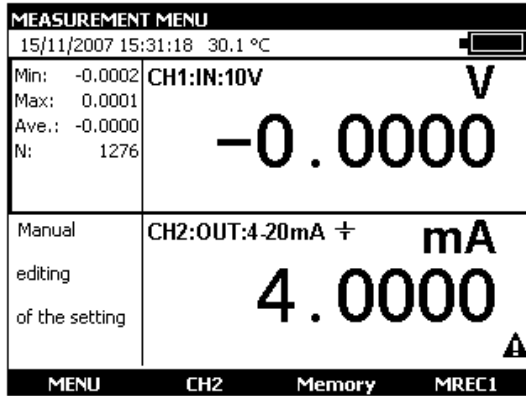 MEASUREMENT MENU
15/11/2007 15:31:18 30.1 °C
Min: -0.0002
Max: 0.0001
Ave.: -0.0000
N: 1276
CH1:IN:10V
V
-0.0000
Manual
editing
of the setting
CH2:OUT:4-20mA
mA
4.0000
MENU CH2 Memory MREC1